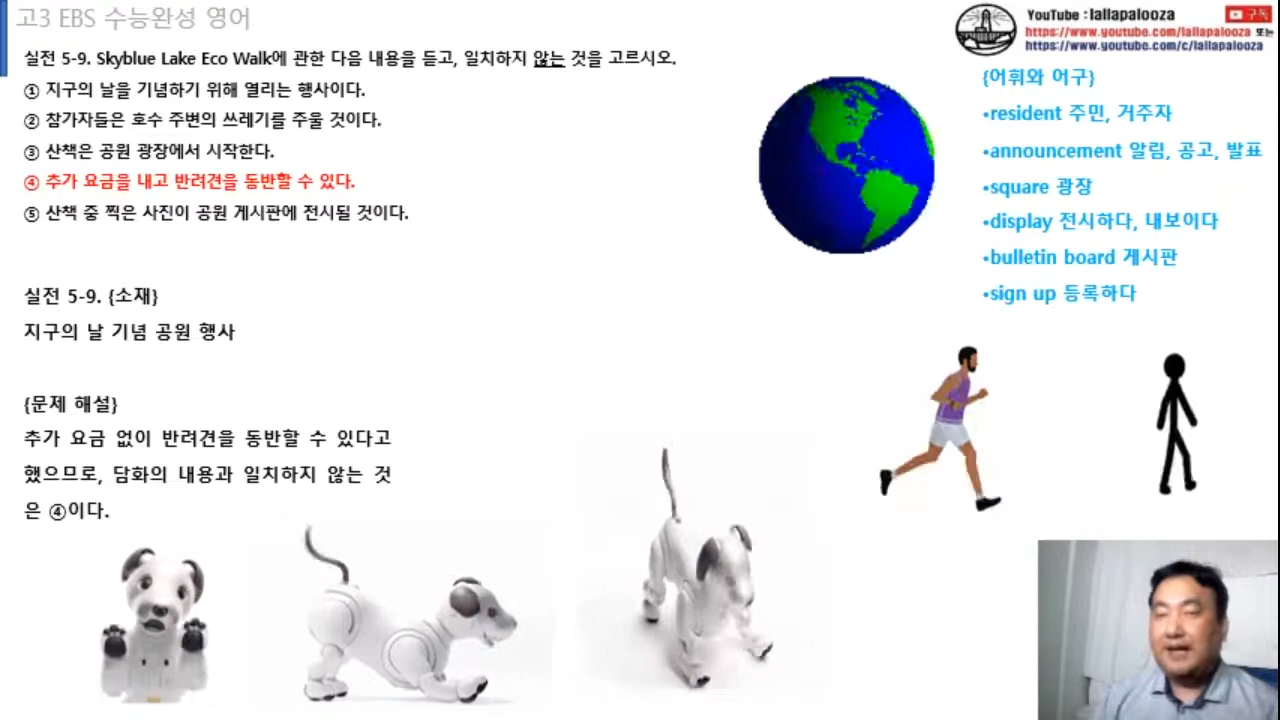 고3 EBS 수능완성 영어
YouTube : lallapalooza
구독
https://www.youtube.com/lallapalooza 또는
https://www.youtube.com/c/lallapalooza
실전 5-9. Skyblue Lake Eco Walk에 관한 다음 내용을 듣고, 일치하지 않는 것을 고르시오.
① 지구의 날을 기념하기 위해 열리는 행사이다.
② 참가자들은 호수 주변의 쓰레기를 주울 것이다.
③ 산책은 공원 광장에서 시작한다.
④ 추가 요금을 내고 반려견을 동반할 수 있다.
⑤ 산책 중 찍은 사진이 공원 게시판에 전시될 것이다.
{어휘와 어구}
•resident 주민, 거주자
•announcement 알림, 공고, 발표
•square 광장
•display 전시하다, 내보이다
•bulletin board 게시판
•sign up 등록하다
실전 5-9. {소재}
지구의 날 기념 공원 행사
{문제 해설}
추가 요금 없이 반려견을 동반할 수 있다고
했으므로, 담화의 내용과 일치하지 않는 것
은 ④이다.